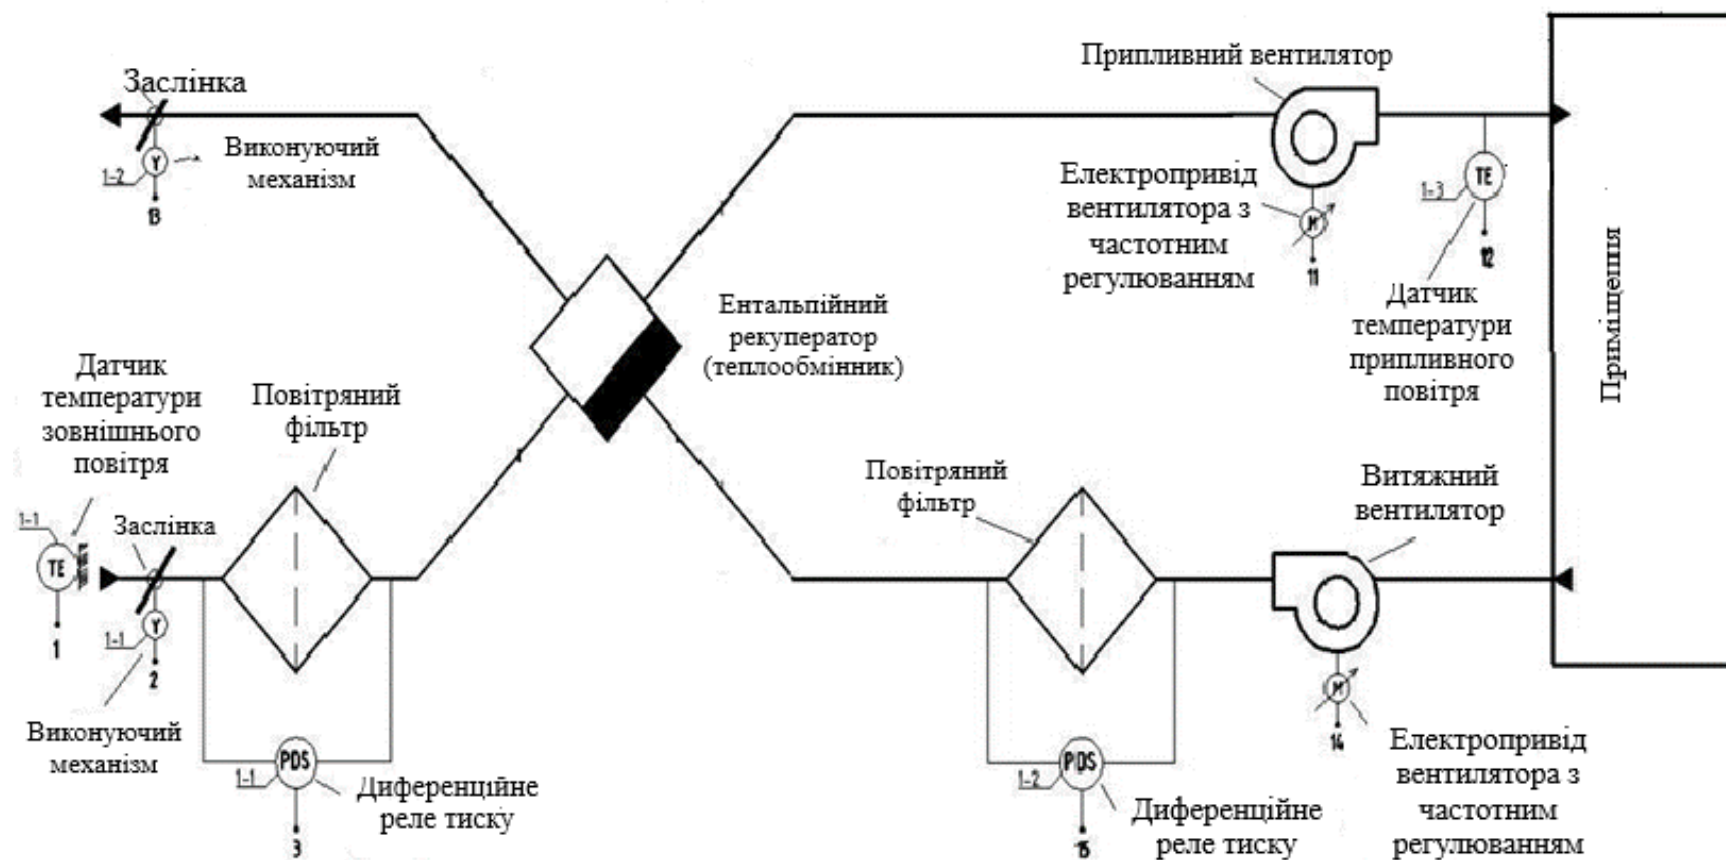 Заслінка
Y
1-2
13
Виконуючий
механізм
Припливний вентилятор
Електропривід
вентилятора з
частотним
регулюванням
M
11
1-3
TE
12
Датчик
температури
припливного
повітря
Приміщення
Ентальпійний
рекуператор
(теплообмінник)
Датчик
температури
зовнішнього
повітря
1-1
TE
1
Заслінка
Y
1-1
2
Виконуючий
механізм
Повітряний
фільтр
PDS
1-1
3
Диференційне
реле тиску
Повітряний
фільтр
PDS
1-2
15
Диференційне
реле тиску
Витяжний
вентилятор
M
14
Електропривід
вентилятора з
частотним
регулюванням